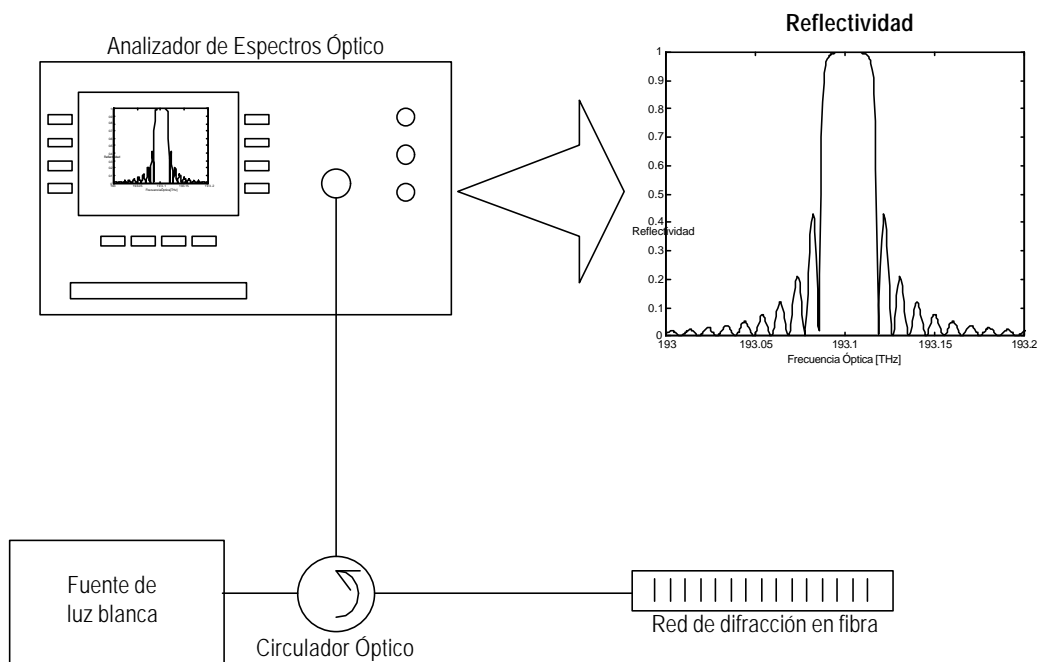 Reflectividad
Analizador de Espectros Óptico
1
0.9
0.8
0.7
0.6
0.5
0.4
Reflectividad
0.3
0.2
0.1
0
193
193.05
193.1
193.15
193.2
Frecuencia Óptica [THz]
Fuente de
luz blanca
Circulador Óptico
Red de difracción en fibra